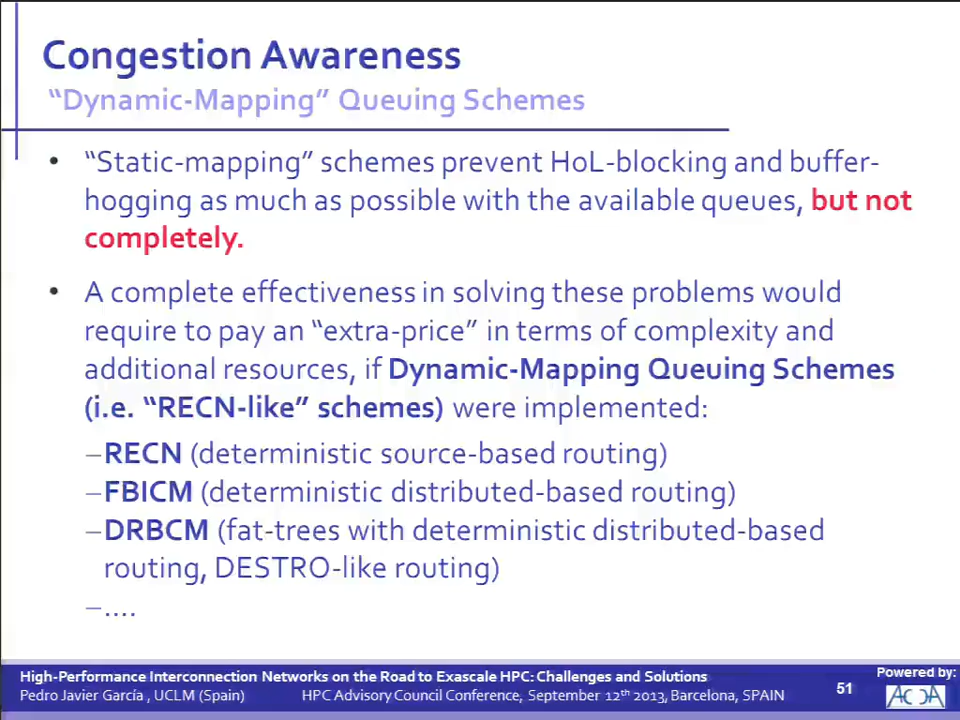 Congestion Awareness
“Dynamic-Mapping” Queuing Schemes
• “Static-mapping” schemes prevent HoL-blocking and buffer-
hogging as much as possible with the available queues, but not
completely.
• A complete effectiveness in solving these problems would
require to pay an “extra-price” in terms of complexity and
additional resources, if Dynamic-Mapping Queuing Schemes
(i.e. “RECN-like” schemes) were implemented:
–RECN (deterministic source-based routing)
–FBICM (deterministic distributed-based routing)
–DRBCM (fat-trees with deterministic distributed-based
routing, DESTRO-like routing)
–….
High-Performance Interconnection Networks on the Road to Exascale HPC: Challenges and Solutions
Pedro Javier García , UCLM (Spain) HPC Advisory Council Conference, September 12th 2013, Barcelona, SPAIN
51
Powered by: